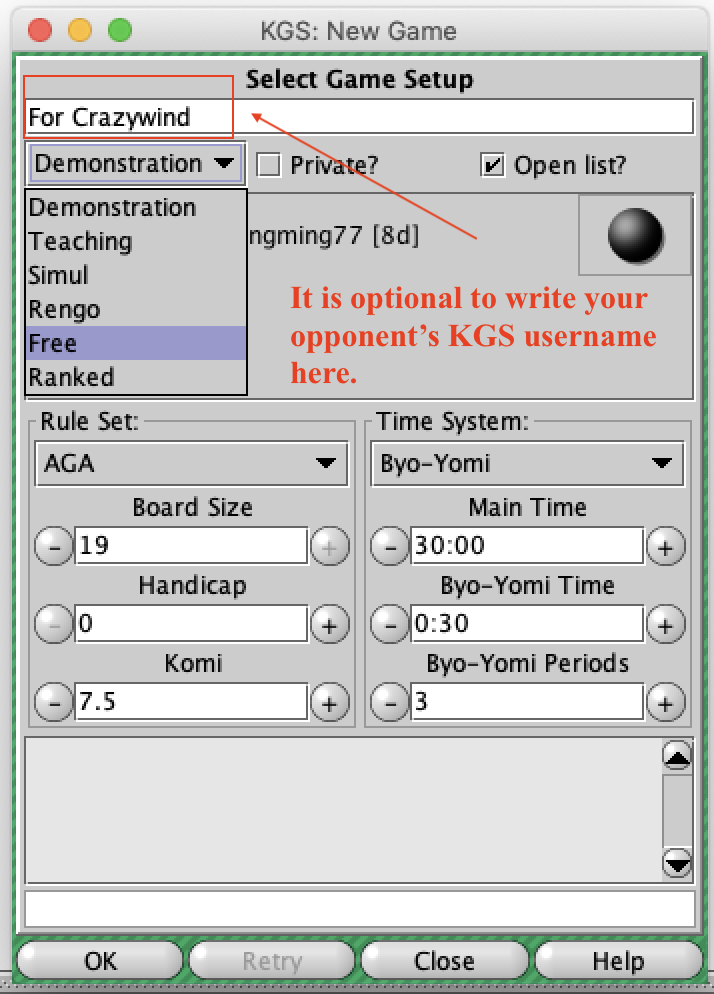 KGS: New Game
Select Game Setup
For Crazywind
Demonstration Private? Open list?
Demonstration
Teaching
ngming77 [8d]
Simul
Rengo
Free
Ranked
It is optional to write your
opponent’s KGS username
here.
Rule Set:
AGA
Board Size
- 19 +
Handicap
- 0 +
Komi
- 7.5 +
Time System:
Byo-Yomi
Main Time
- 30:00 +
Byo-Yomi Time
- 0:30 +
Byo-Yomi Periods
- 3 +
OK Retry Close Help